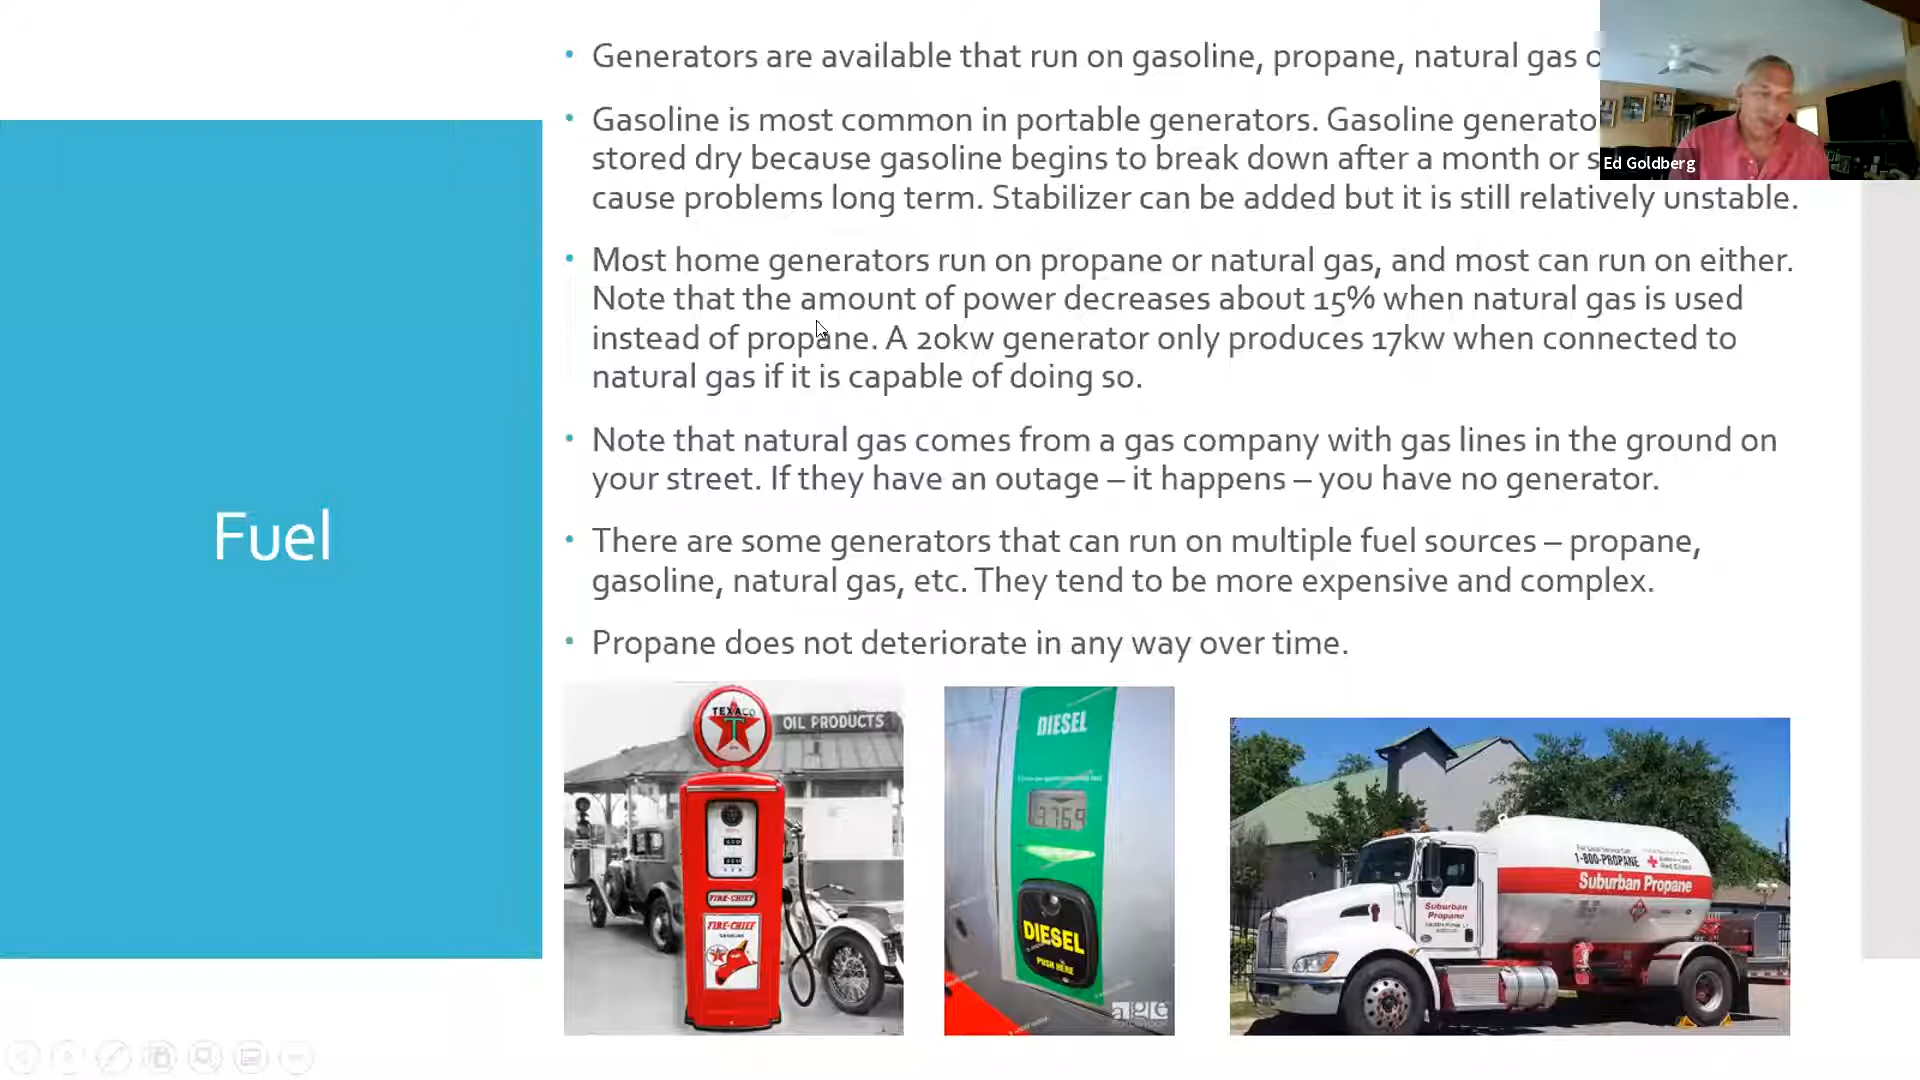 Generators are available that run on gasoline, propane, natural gas
Gasoline is most common in portable generators. Gasoline
stored dry because gasoline begins to break down after a month or
cause problems long term. Stabilizer can be added but it is still relatively unstable.
Most home generators run on propane or natural gas, and most can run on either.
Note that the amount of power decreases about 15% when natural gas is used
instead of propane. A 20kw generator only produces 17kw when connected to
natural gas if it is capable of doing so.
Note that natural gas comes from a gas company with gas lines in the ground on
your street. If they have an outage – it happens – you have no generator.
There are some generators that can run on multiple fuel sources – propane,
gasoline, natural gas, etc. They tend to be more expensive and complex.
Propane does not deteriorate in any way over time.
Fuel
Ed Goldberg
TEXACO
T
OIL PRODUCTS
FIRE-CHIEF
FIRE-CHIEF
GASOLINE
DIESEL
DIESEL
PUSH HERE
age
1-800-PROPANE
Suburban Propane
Suburban
Propane